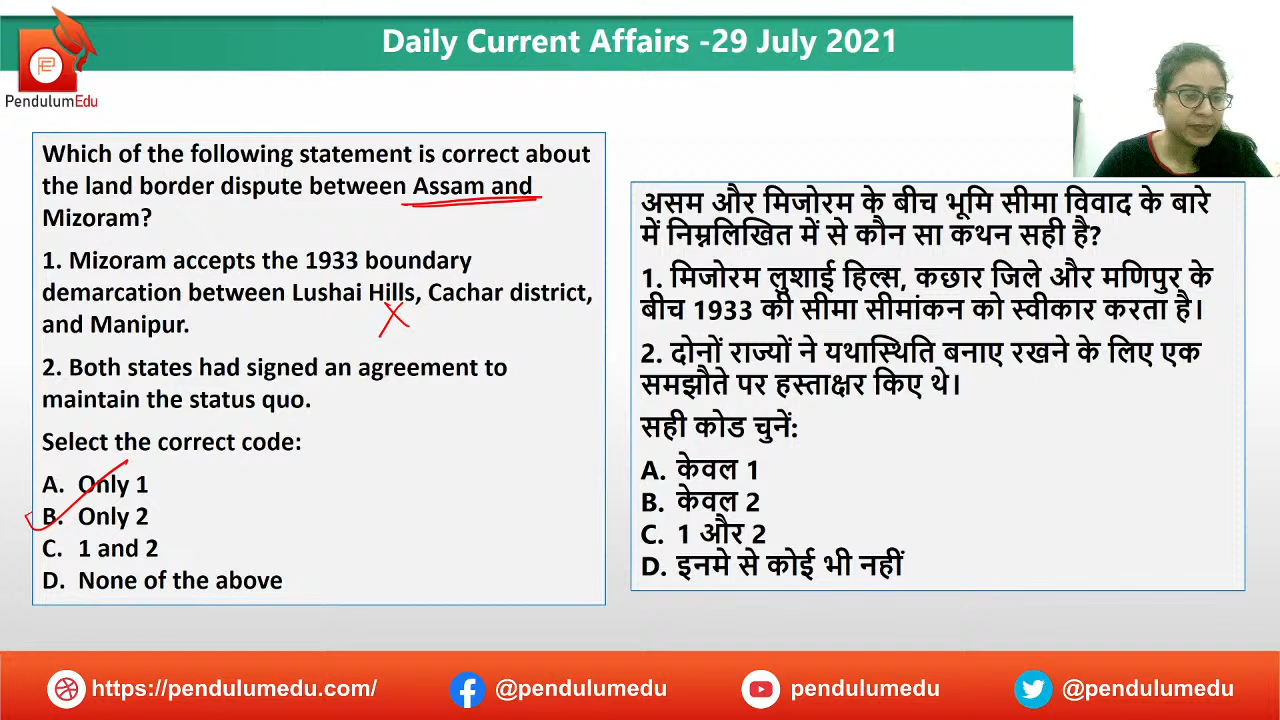 Daily Current Affairs -29 July 2021
PE
PendulumEdu
Which of the following statement is correct about
the land border dispute between Assam and
Mizoram?
1. Mizoram accepts the 1933 boundary
demarcation between Lushai Hills, Cachar district,
and Manipur.
2. Both states had signed an agreement to
maintain the status quo.
Select the correct code:
A. Only 1
B. Only 2
C. 1 and 2
D. None of the above
असम और मिजोरम के बीच भूमि सीमा विवाद के बारे
में निम्नलिखित में से कौन सा कथन सही है?
1. मिजोरम लुशाई हिल्स, कछार जिले और मणिपुर के
बीच 1933 की सीमा सीमांकन को स्वीकार करता है।
2. दोनों राज्यों ने यथास्थिति बनाए रखने के लिए एक
समझौते पर हस्ताक्षर किए थे।
सही कोड चुनें:
A. केवल 1
B. केवल 2
C. 1 और 2
D. इनमे से कोई भी नहीं
https://pendulumedu.com/
@pendulumedu
pendulumedu
@pendulumedu